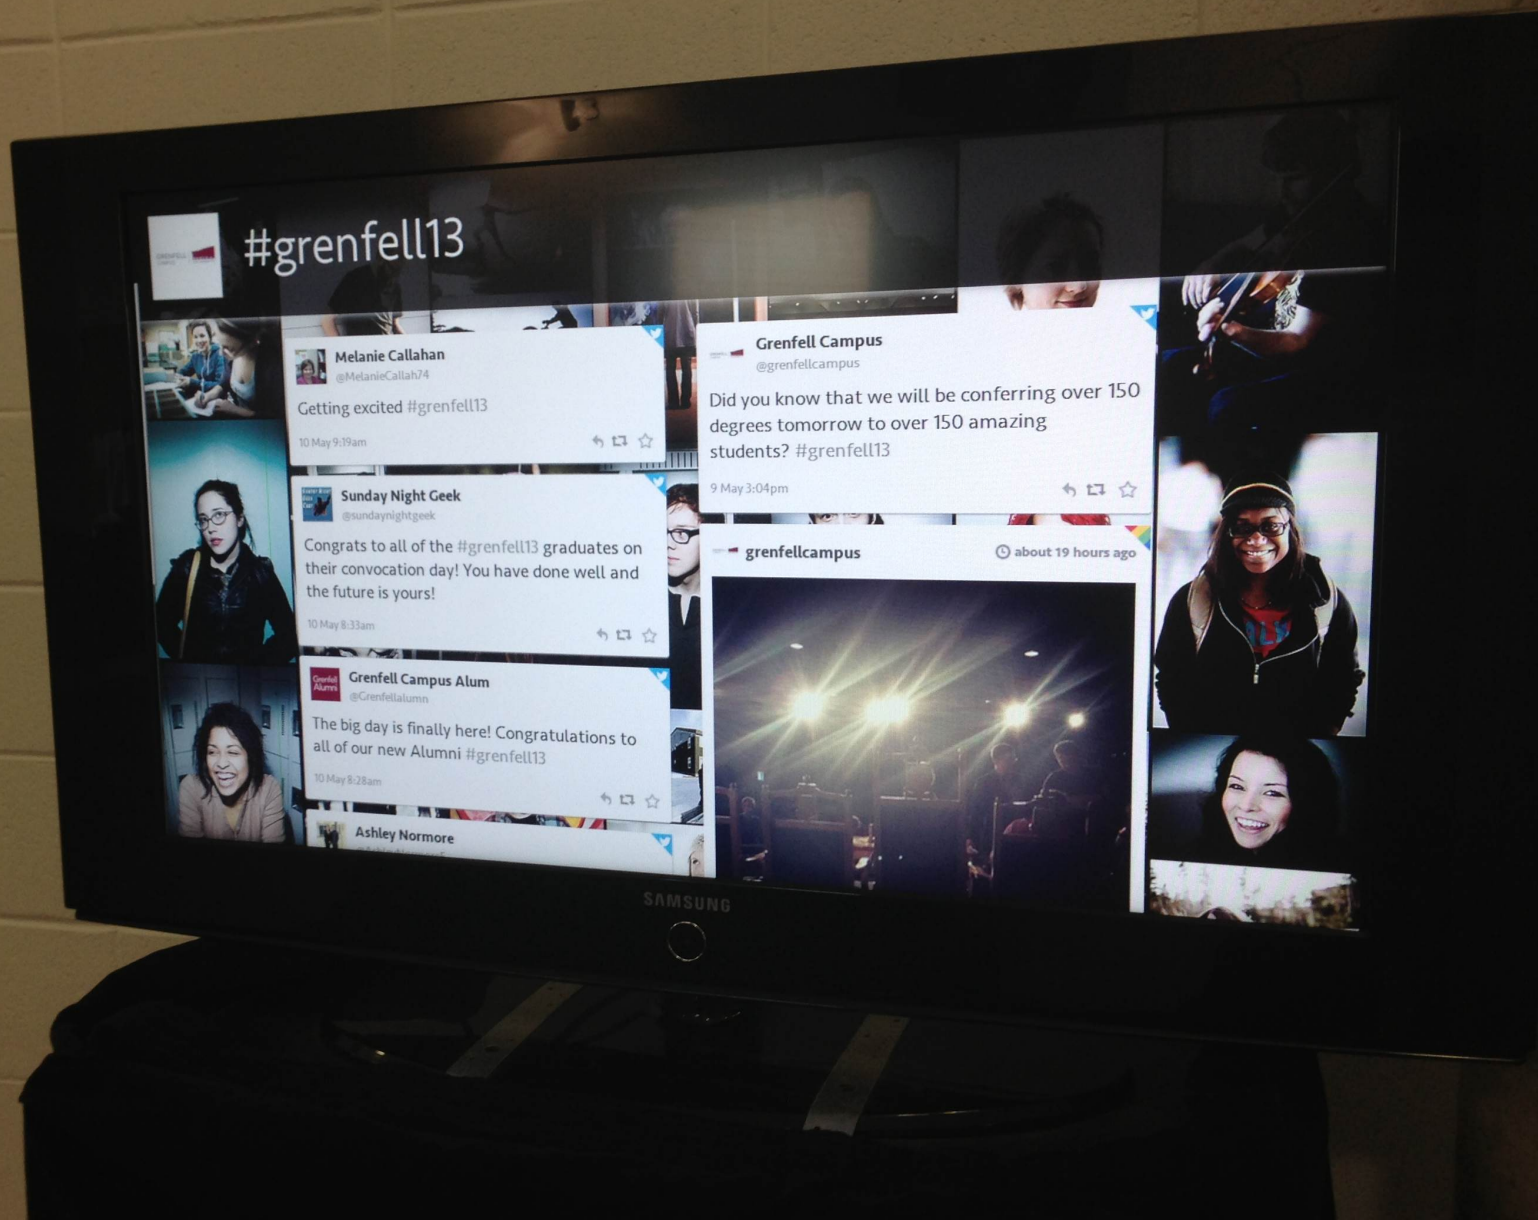 #grenfell13
Melanie Callahan
@MelanieCallah74
Getting excited #grenfell13
10 May 9:19am
Sunday Night Geek
@sundaynightgeek
Congrats to all of the #grenfell13 graduates on
their convocation day! You have done well and
the future is yours!
10 May 8:33am
Grenfell
Alumni
Grenfell Campus Alum
@Grenfellalumn
The big day is finally here! Congratulations to
all of our new Alumni #grenfell13
10 May 8:28am
Ashley Normore
Grenfell Campus
@grenfellcampus
Did you know that we will be conferring over 150
degrees tomorrow to over 150 amazing
students? #grenfell13
9 May 3:04pm
grenfellcampus
about 19 hours ago
SAMSUNG